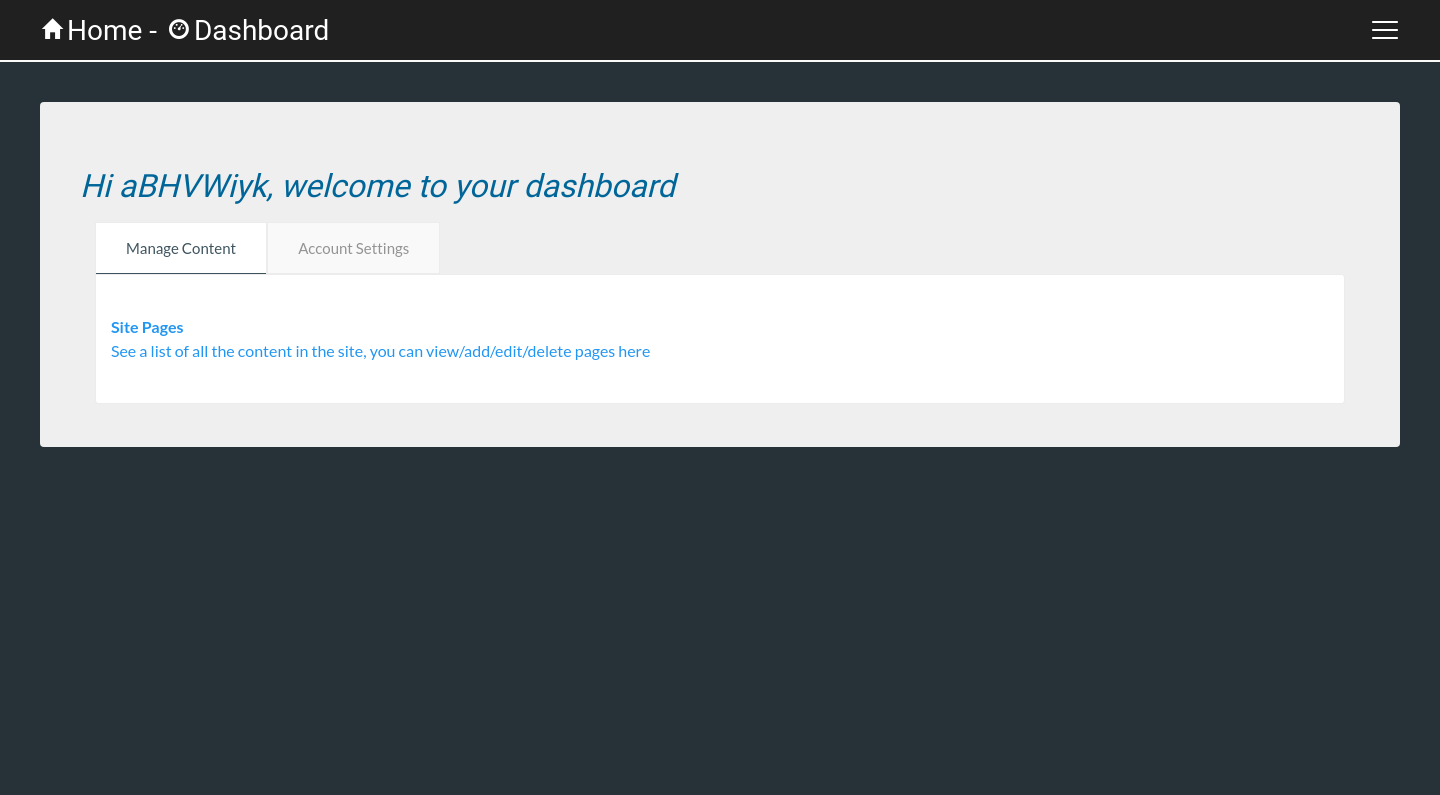 Home - Dashboard
Hi aBHVWiyk, welcome to your dashboard
Manage Content
Account Settings
Site Pages
See a list of all the content in the site, you can view/add/edit/delete pages here